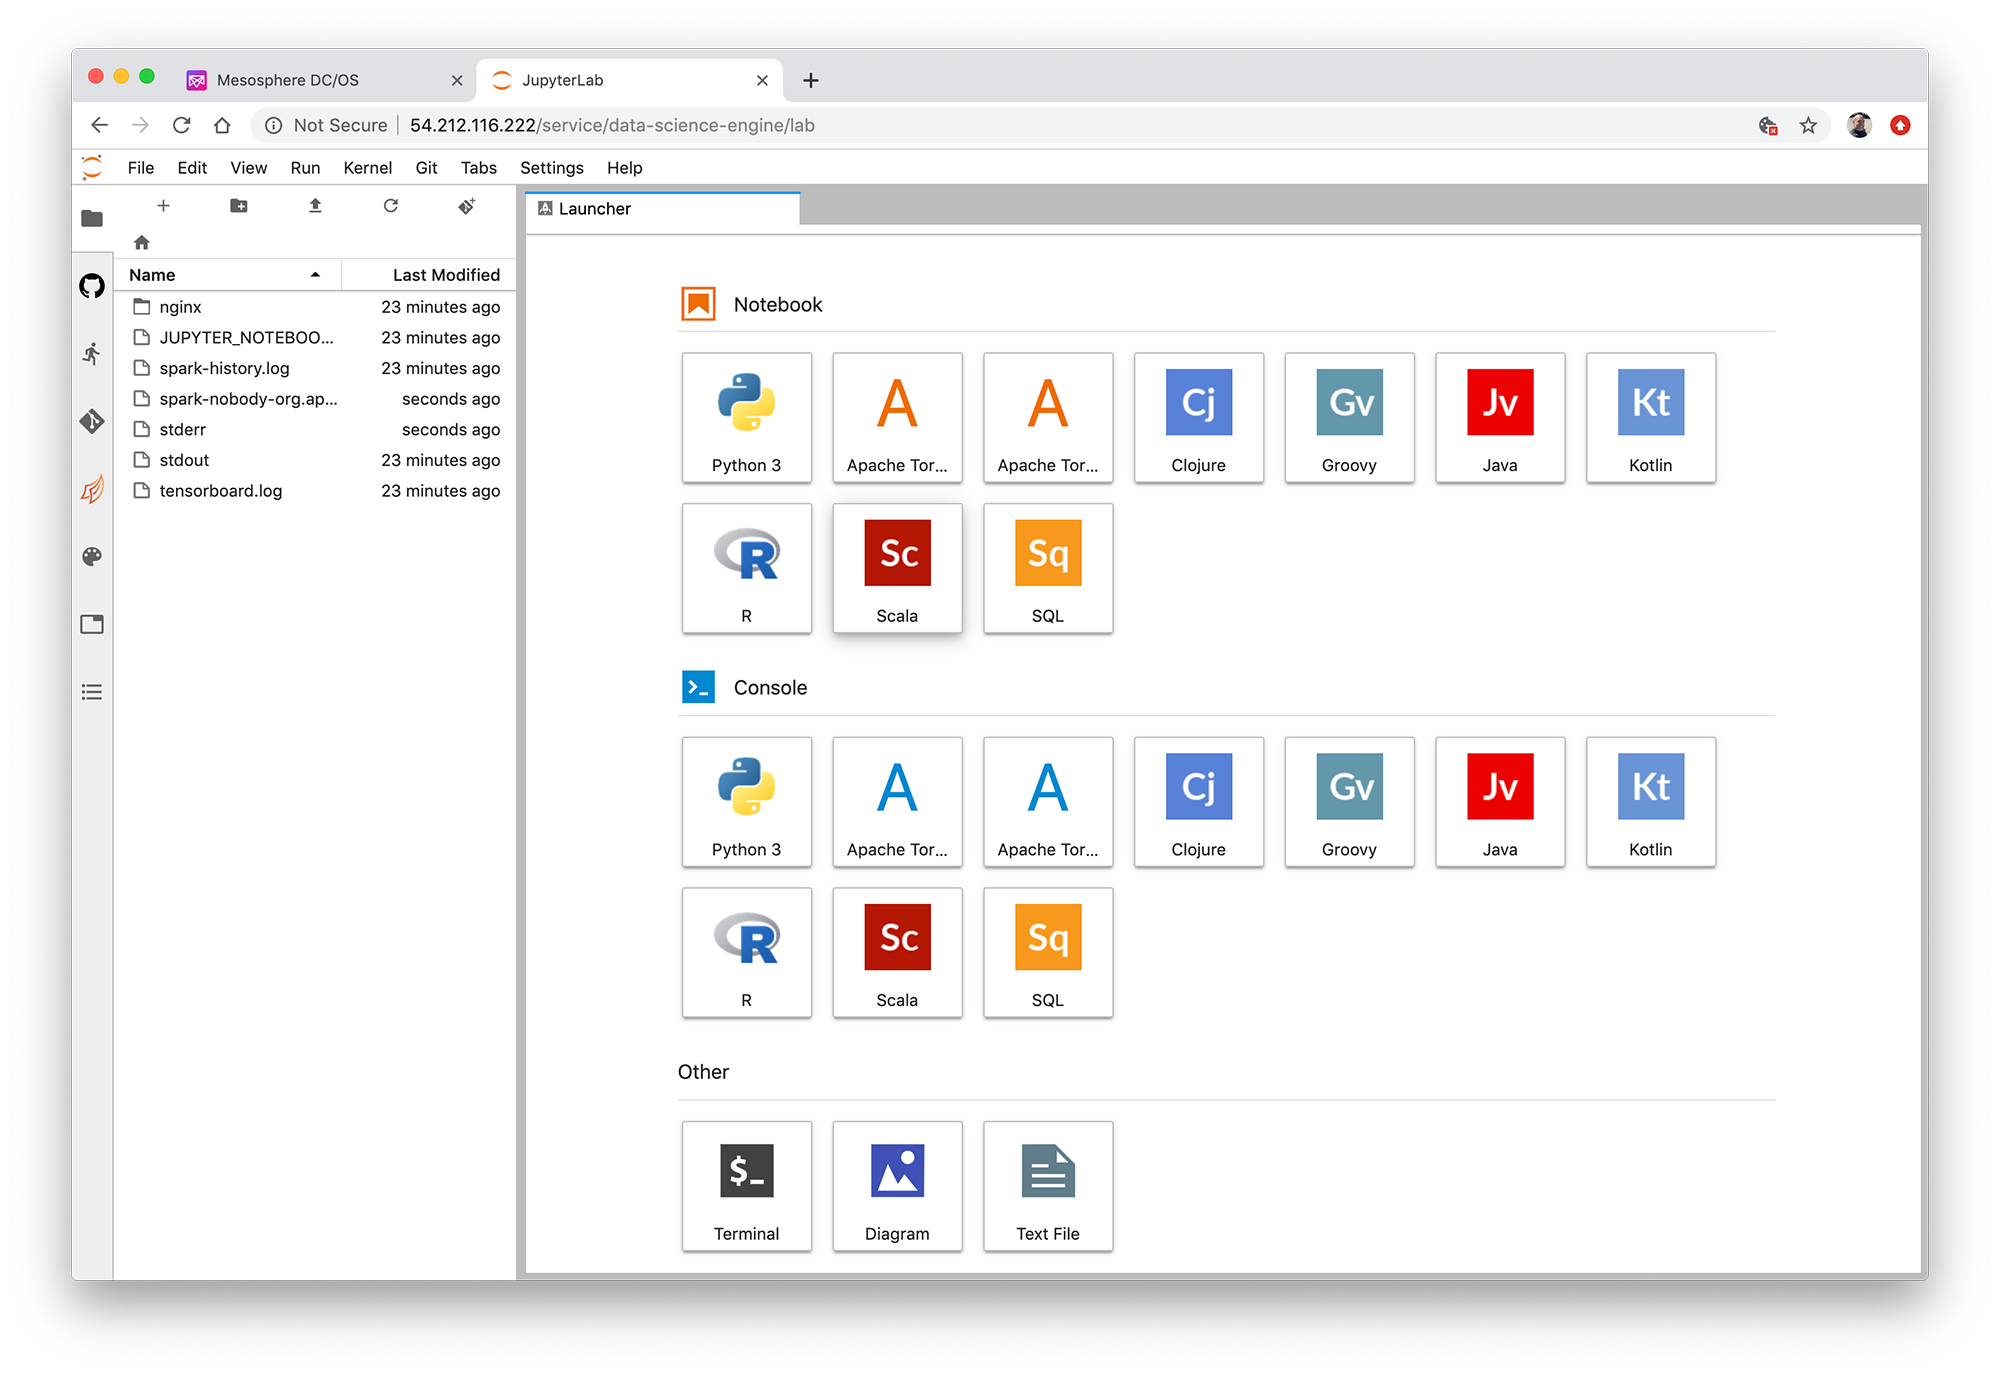 Mesosphere DC/OS
JupyterLab
Not Secure 54.212.116.222/service/data-science-engine/lab
File Edit View Run Kernel Git Tabs Settings Help
Launcher
Name Last Modified
nginx 23 minutes ago
JUPYTER_NOTEBOO... 23 minutes ago
spark-history.log 23 minutes ago
spark-nobody-org.ap... seconds ago
stderr seconds ago
stdout 23 minutes ago
tensorboard.log 23 minutes ago
Notebook
A A Cj Gv Jv Kt
Python 3 Apache Tor... Apache Tor... Clojure Groovy Java Kotlin
R Sc Sq
R Scala SQL
>_ Console
A A Cj Gv Jv Kt
Python 3 Apache Tor... Apache Tor... Clojure Groovy Java Kotlin
R Sc Sq
R Scala SQL
Other
$_
Terminal Diagram Text File